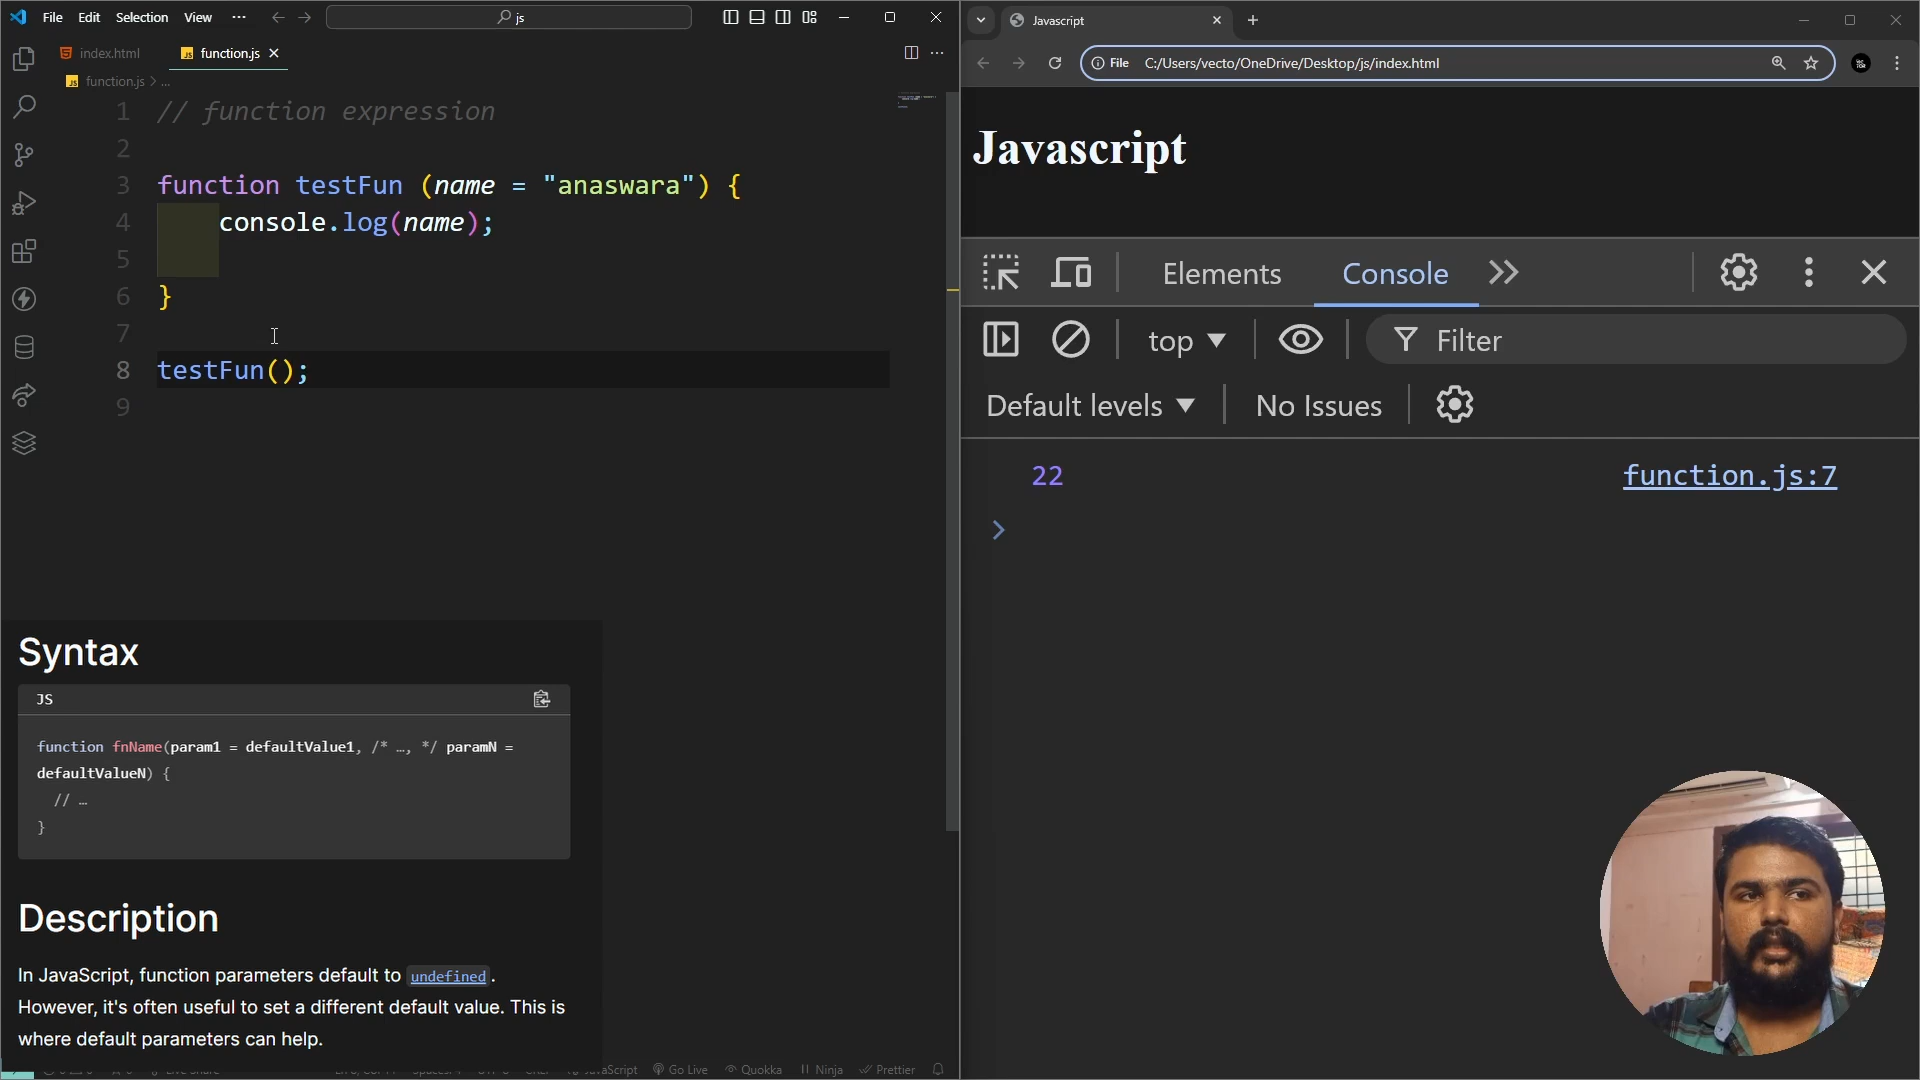 File Edit Selection View ··· js
index.html function.js
function.js > ...
1 // function expression
2
3 function testFun (name = "anaswara") {
4 console.log(name);
5
6 }
7
8 testFun();
9
Syntax
JS
function fnName(param1 = defaultValue1, /* …, */ paramN =
defaultValueN) {
// …
}
Description
In JavaScript, function parameters default to undefined.
However, it's often useful to set a different default value. This is
where default parameters can help.
Go Live Quokka Ninja Prettier
Javascript
File C:/Users/vecto/OneDrive/Desktop/js/index.html
Javascript
Elements Console
top Filter
Default levels No Issues
22 function.js:7